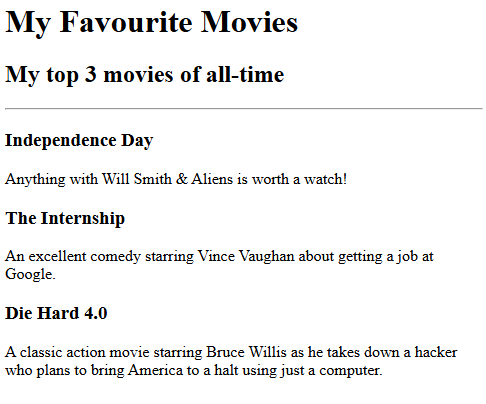 My Favourite Movies
My top 3 movies of all-time
Independence Day
Anything with Will Smith & Aliens is worth a watch!
The Internship
An excellent comedy starring Vince Vaughan about getting a job at
Google.
Die Hard 4.0
A classic action movie starring Bruce Willis as he takes down a hacker
who plans to bring America to a halt using just a computer.